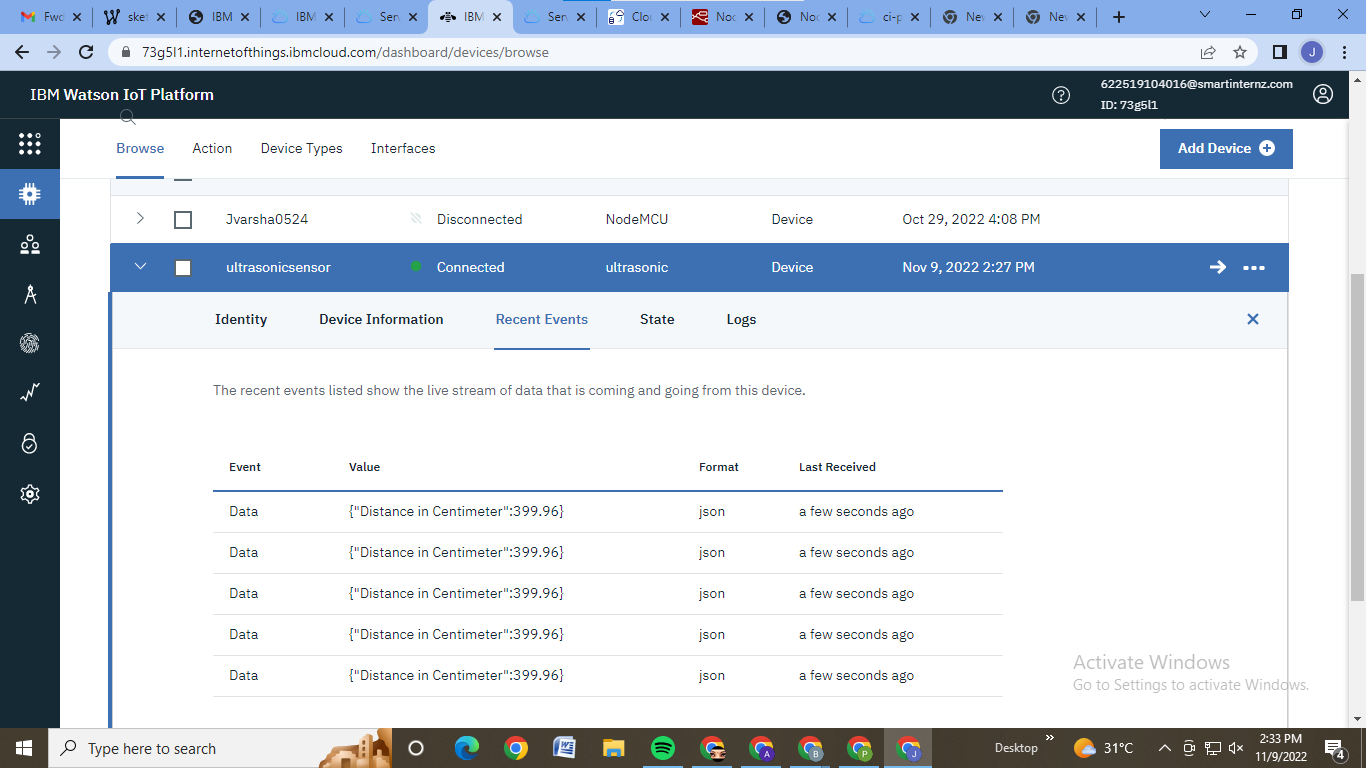 Fwc sket IBM IBM Serv IBM Serv Clou Noc Noc ci-p Nev Nev
73g5l1.internetofthings.ibmcloud.com/dashboard/devices/browse
J
IBM Watson IoT Platform
622519104016@smartinternz.com
ID: 73g5l1
Browse Action Device Types Interfaces Add Device
Jvarsha0524 Disconnected NodeMCU Device Oct 29, 2022 4:08 PM
ultrasonicsensor Connected ultrasonic Device Nov 9, 2022 2:27 PM
Identity Device Information Recent Events State Logs
The recent events listed show the live stream of data that is coming and going from this device.
Event Value Format Last Received
Data {"Distance in Centimeter":399.96} json a few seconds ago
Data {"Distance in Centimeter":399.96} json a few seconds ago
Data {"Distance in Centimeter":399.96} json a few seconds ago
Data {"Distance in Centimeter":399.96} json a few seconds ago
Data {"Distance in Centimeter":399.96} json a few seconds ago
Activate Windows
Go to Settings to activate Windows.
Type here to search
A B P J
Desktop
31°C
2:33 PM
11/9/2022
4